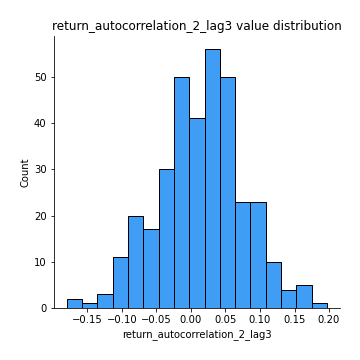 return_autocorrelation_2_lag3 value distribution
Count
50
40
30
20
10
0
−0.15 −0.10 −0.05 0.00 0.05 0.10 0.15 0.20
return_autocorrelation_2_lag3